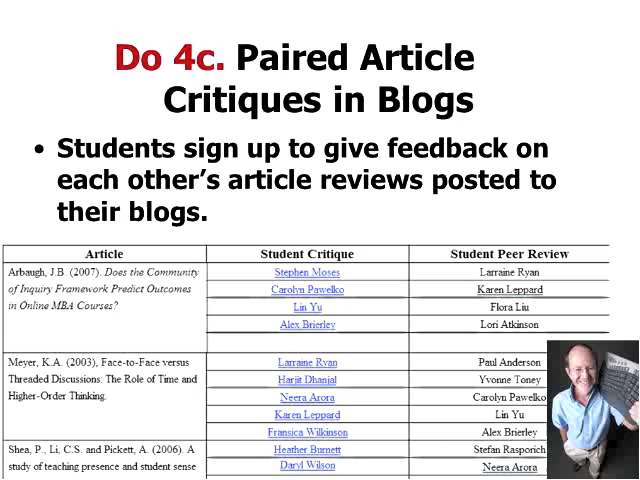 Do 4c. Paired Article
Critiques in Blogs
• Students sign up to give feedback on
each other's article reviews posted to
their blogs.
Article Student Critique Student Peer Review
Arbaugh, J.B. (2007). Does the Community
of Inquiry Framework Predict Outcomes
in Online MBA Courses?
Stephen Moses Larraine Ryan
Carolyn Pawelko Karen Leppard
Lin Yu Flora Liu
Alex Brierley Lori Atkinson
Meyer, K.A. (2003), Face-to-Face versus
Threaded Discussions: The Role of Time and
Higher-Order Thinking.
Larraine Ryan Paul Anderson
Harjit Dhanjal Yvonne Toney
Neera Arora Carolyn Pawelko
Karen Leppard Lin Yu
Fransica Wilkinson Alex Brierley
Shea, P., Li, C.S. and Pickett, A. (2006). A
study of teaching presence and student sense
Heather Burnett Stefan Rasporich
Daryl Wilson Neera Arora